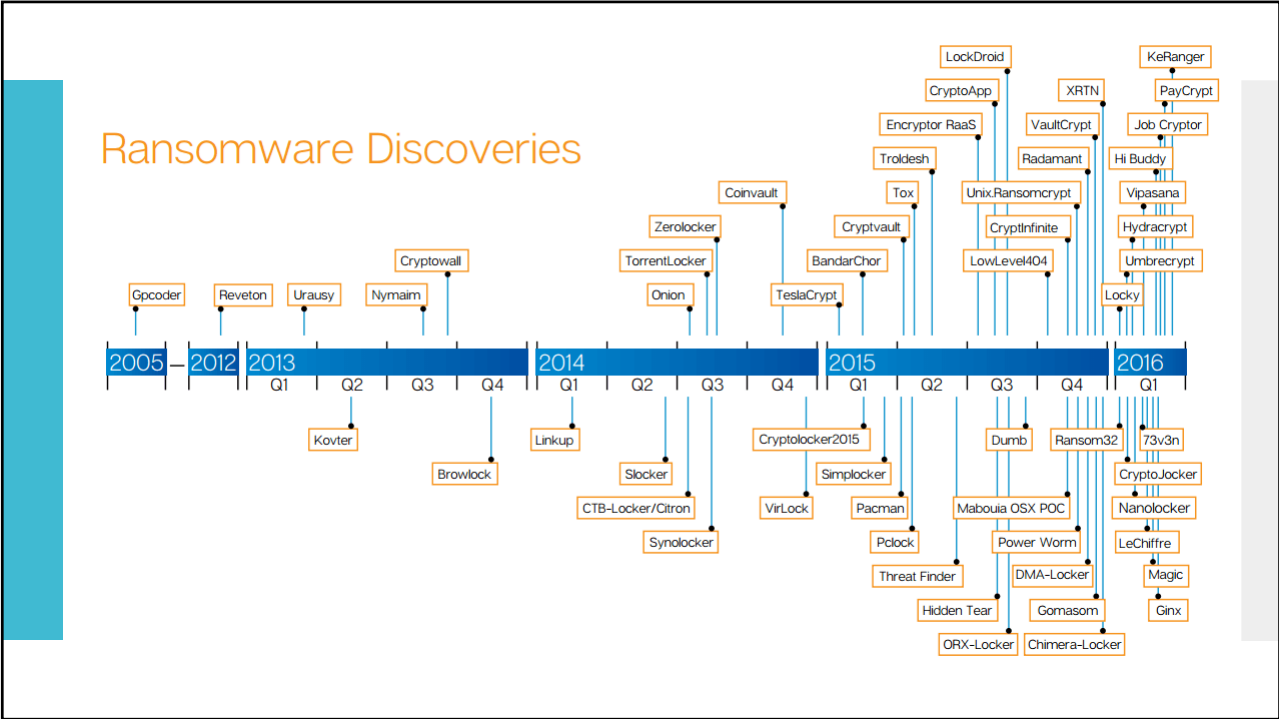 LockDroid
KeRanger
CryptoApp
XRTN
PayCrypt
Encryptor RaaS
VaultCrypt
Job Cryptor
Ransomware Discoveries
Troldesh
Radamant
Hi Buddy
Coinvault
Tox
Unix.Ransomcrypt
Vipasana
Zerolocker
Cryptvault
CryptInfinite
Hydracrypt
Cryptowall
TorrentLocker
BandarChor
LowLevel404
Umbrecrypt
Gpcoder
Reveton
Urausy
Nymaim
Onion
TeslaCrypt
Locky
2005 – 2012 2013 2014 2015 2016
Q1 Q2 Q3 Q4 Q1 Q2 Q3 Q4 Q1 Q2 Q3 Q4 Q1
Kovter
Linkup
Cryptolocker2015
Dumb
Ransom32
73v3n
Browlock
Slocker
Simplocker
CryptoJocker
CTB-Locker/Citron
VirLock
Pacman
Mabouia OSX POC
Nanolocker
Synolocker
Pclock
Power Worm
LeChiffre
Threat Finder
DMA-Locker
Magic
Hidden Tear
Gomasom
Ginx
ORX-Locker
Chimera-Locker